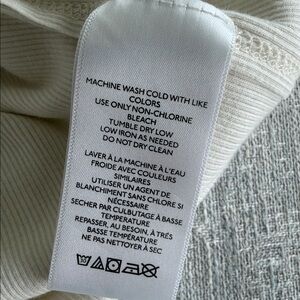 MACHINE WASH COLD WITH LIKE
COLORS
USE ONLY NON-CHLORINE
BLEACH
TUMBLE DRY LOW
LOW IRON AS NEEDED
DO NOT DRY CLEAN
LAVER À LA MACHINE À L'EAU
FROIDE AVEC COULEURS
SIMILAIRES
UTILISER UN AGENT DE
BLANCHIMENT SANS CHLORE SI
NÉCESSAIRE
SECHER PAR CULBUTAGE À BASSE
TEMPERATURE
REPASSER, AU BESOIN, À TRÈS
BASSE TEMPÉRATURE
NE PAS NETTOYER À SEC